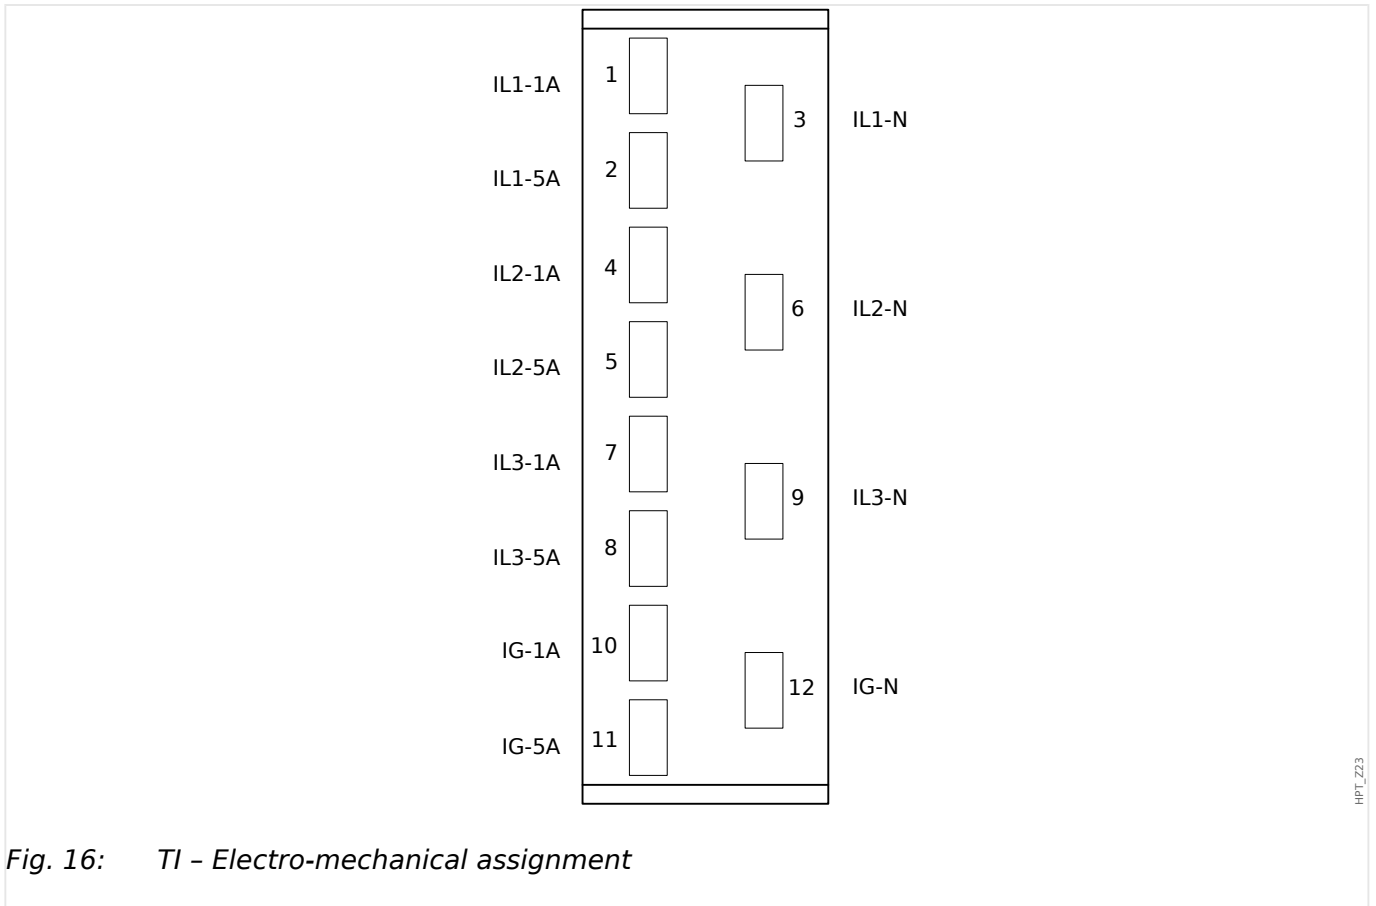 IL1-1A 1
3 IL1-N
IL1-5A 2
IL2-1A 4
6 IL2-N
IL2-5A 5
IL3-1A 7
9 IL3-N
IL3-5A 8
IG-1A 10
12 IG-N
IG-5A 11
HPT_Z23
Fig. 16: TI – Electro-mechanical assignment